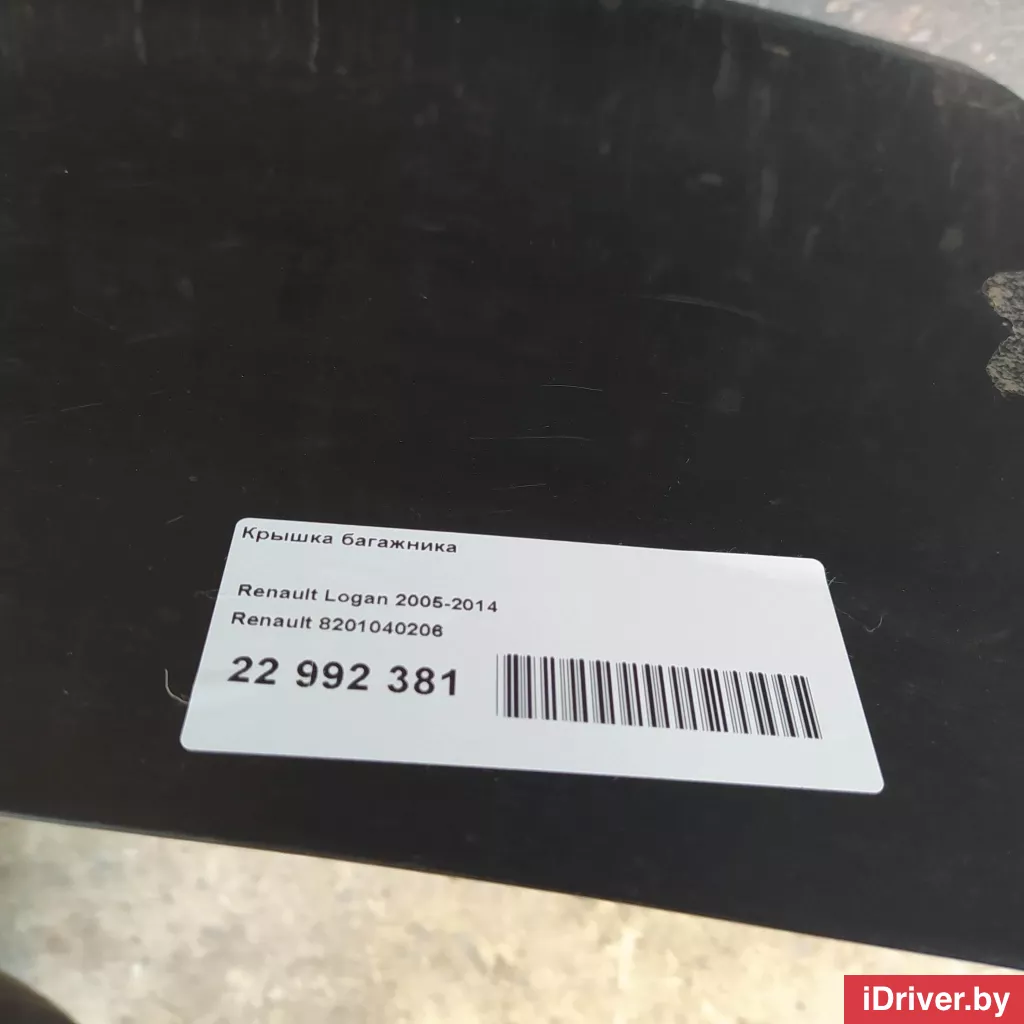 Крышка багажника
Renault Logan 2005-2014
Renault 8201040206
22 992 381
iDriver.by